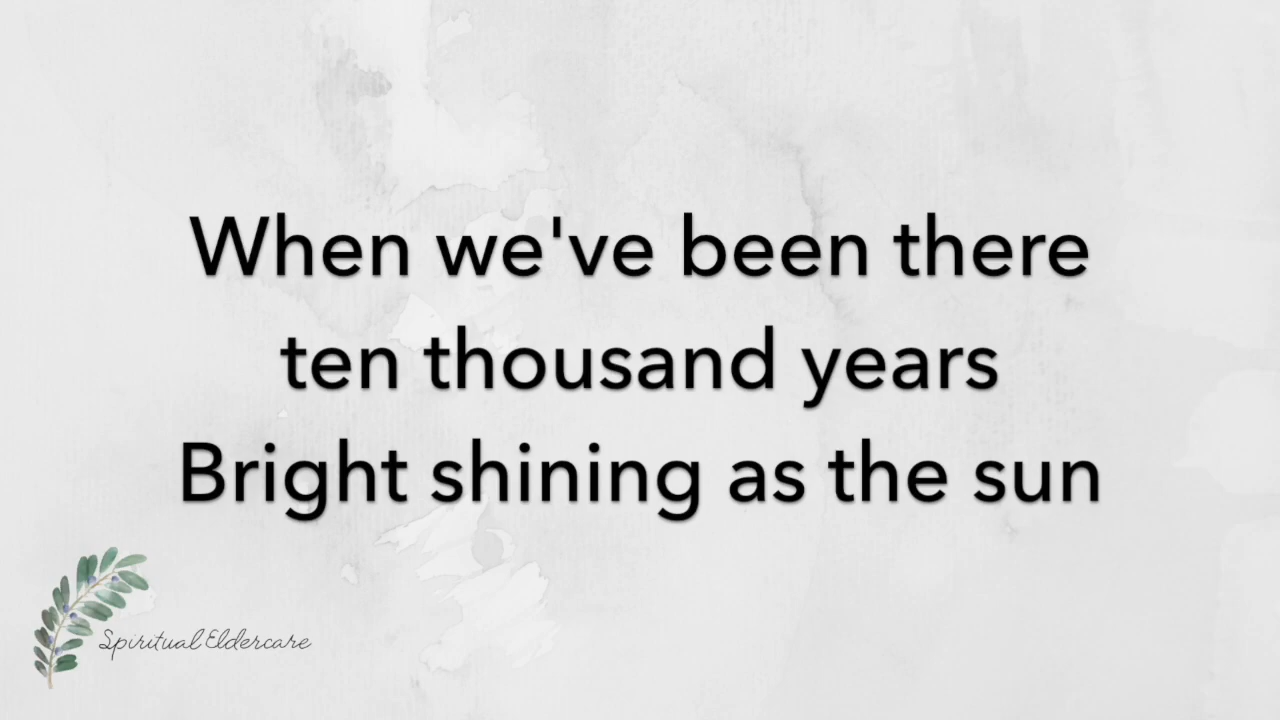 When we've been there
ten thousand years
Bright shining as the sun
Spiritual Eldercare